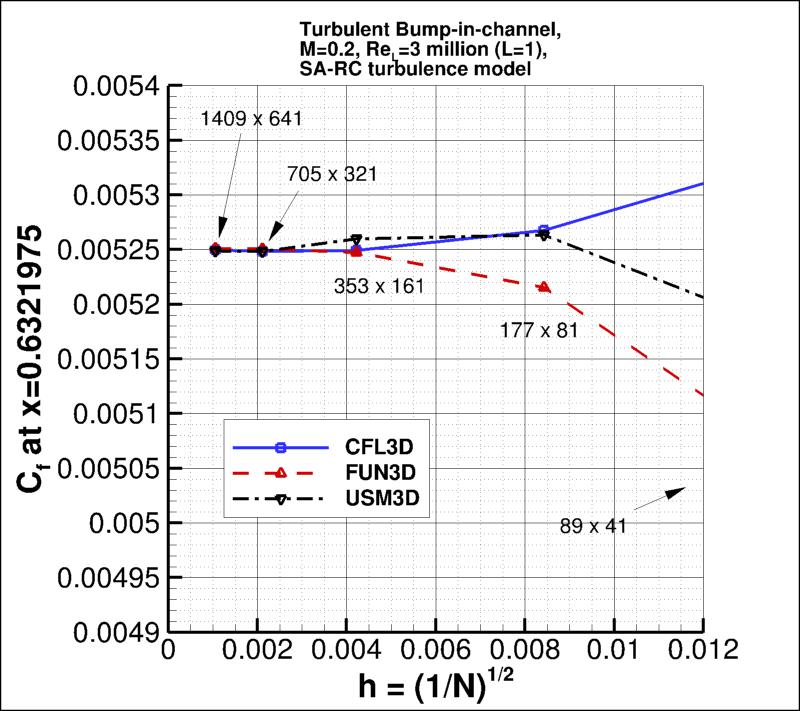 Turbulent Bump-in-channel,
M=0.2, ReL=3 million (L=1),
SA-RC turbulence model
0.0054
1409 x 641
0.00535
705 x 321
0.0053
0.00525
353 x 161
0.0052
177 x 81
0.00515
0.0051
CFL3D
0.00505
FUN3D
USM3D
0.005
89 x 41
0.00495
0.0049
Cf at x=0.6321975
0 0.002 0.004 0.006 0.008 0.01 0.012
h = (1/N)1/2